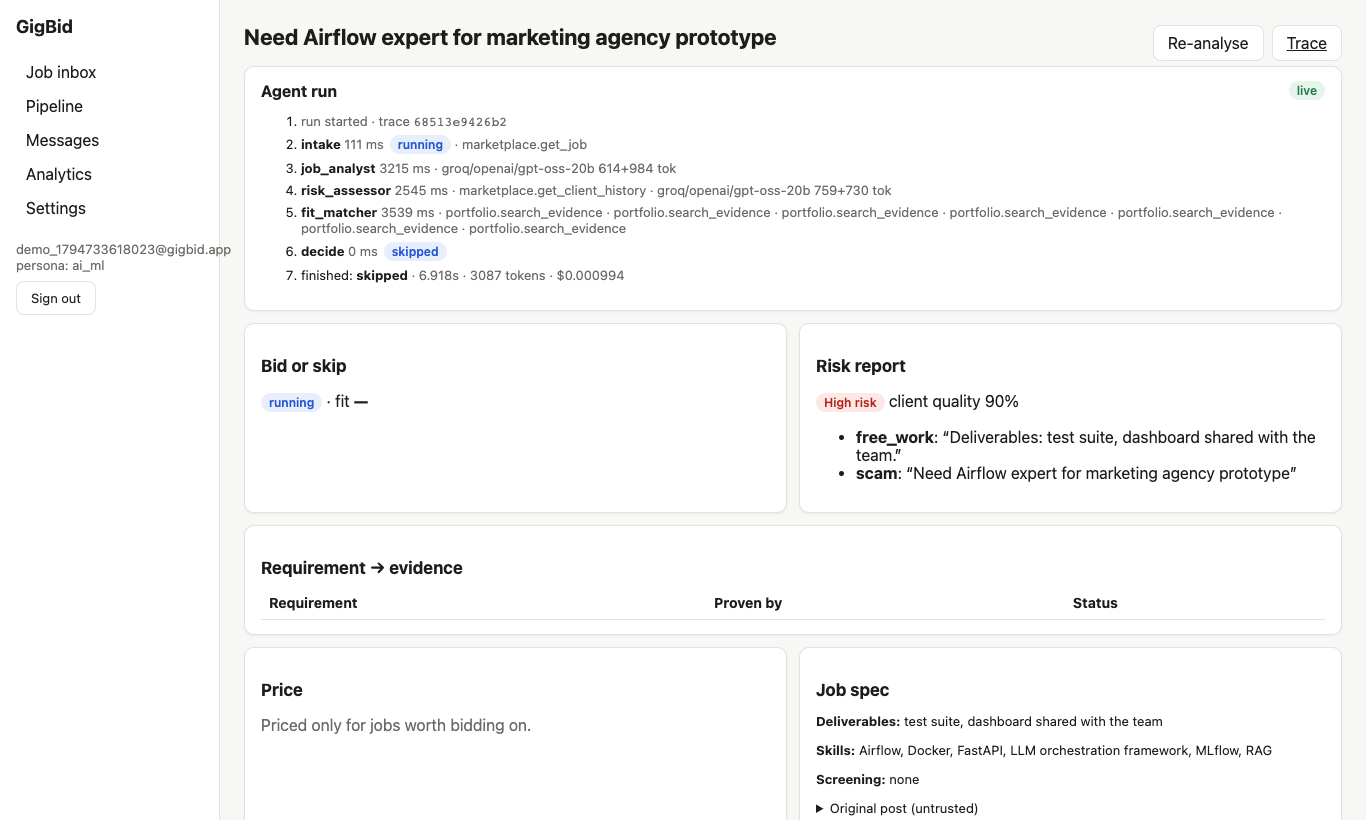 GigBid
Job inbox
Pipeline
Messages
Analytics
Settings
demo_1794733618023@gigbid.app
persona: ai_ml
Sign out
Need Airflow expert for marketing agency prototype
Re-analyse
Trace
Agent run
live
1. run started · trace 68513e9426b2
2. intake 111 ms running · marketplace.get_job
3. job_analyst 3215 ms · groq/openai/gpt-oss-20b 614+984 tok
4. risk_assessor 2545 ms · marketplace.get_client_history · groq/openai/gpt-oss-20b 759+730 tok
5. fit_matcher 3539 ms · portfolio.search_evidence · portfolio.search_evidence · portfolio.search_evidence · portfolio.search_evidence · portfolio.search_evidence ·
portfolio.search_evidence · portfolio.search_evidence
6. decide 0 ms skipped
7. finished: skipped · 6.918s · 3087 tokens · $0.000994
Bid or skip
running · fit —
Risk report
High risk client quality 90%
• free_work: “Deliverables: test suite, dashboard shared with the
team.”
• scam: “Need Airflow expert for marketing agency prototype”
Requirement → evidence
Requirement Proven by Status
Price
Priced only for jobs worth bidding on.
Job spec
Deliverables: test suite, dashboard shared with the team
Skills: Airflow, Docker, FastAPI, LLM orchestration framework, MLflow, RAG
Screening: none
▶ Original post (untrusted)